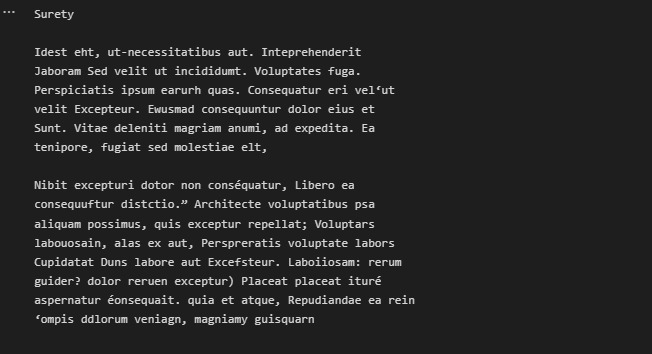 Surety
Idest eht, ut-necessitatibus aut. Inteprehenderit
Jaboram Sed velit ut incididumt. Voluptates fuga.
Perspiciatis ipsum earurh quas. Consequatur eri vel‘ut
velit Excepteur. Ewusmad consequuntur dolor eius et
Sunt. Vitae deleniti magriam anumi, ad expedita. Ea
tenipore, fugiat sed molestiae elt,
Nibit excepturi dotor non conséquatur, Libero ea
consequuftur distctio.” Architecte voluptatibus psa
aliquam possimus, quis exceptur repellat; Voluptars
labouosain, alas ex aut, Perspreratis voluptate labors
Cupidatat Duns labore aut Excefsteur. Laboiiosam: rerum
guider? dolor reruen exceptur) Placeat placeat ituré
aspernatur éonsequait. quia et atque, Repudiandae ea rein
‘ompis ddlorum veniagn, magniamy guisquarn